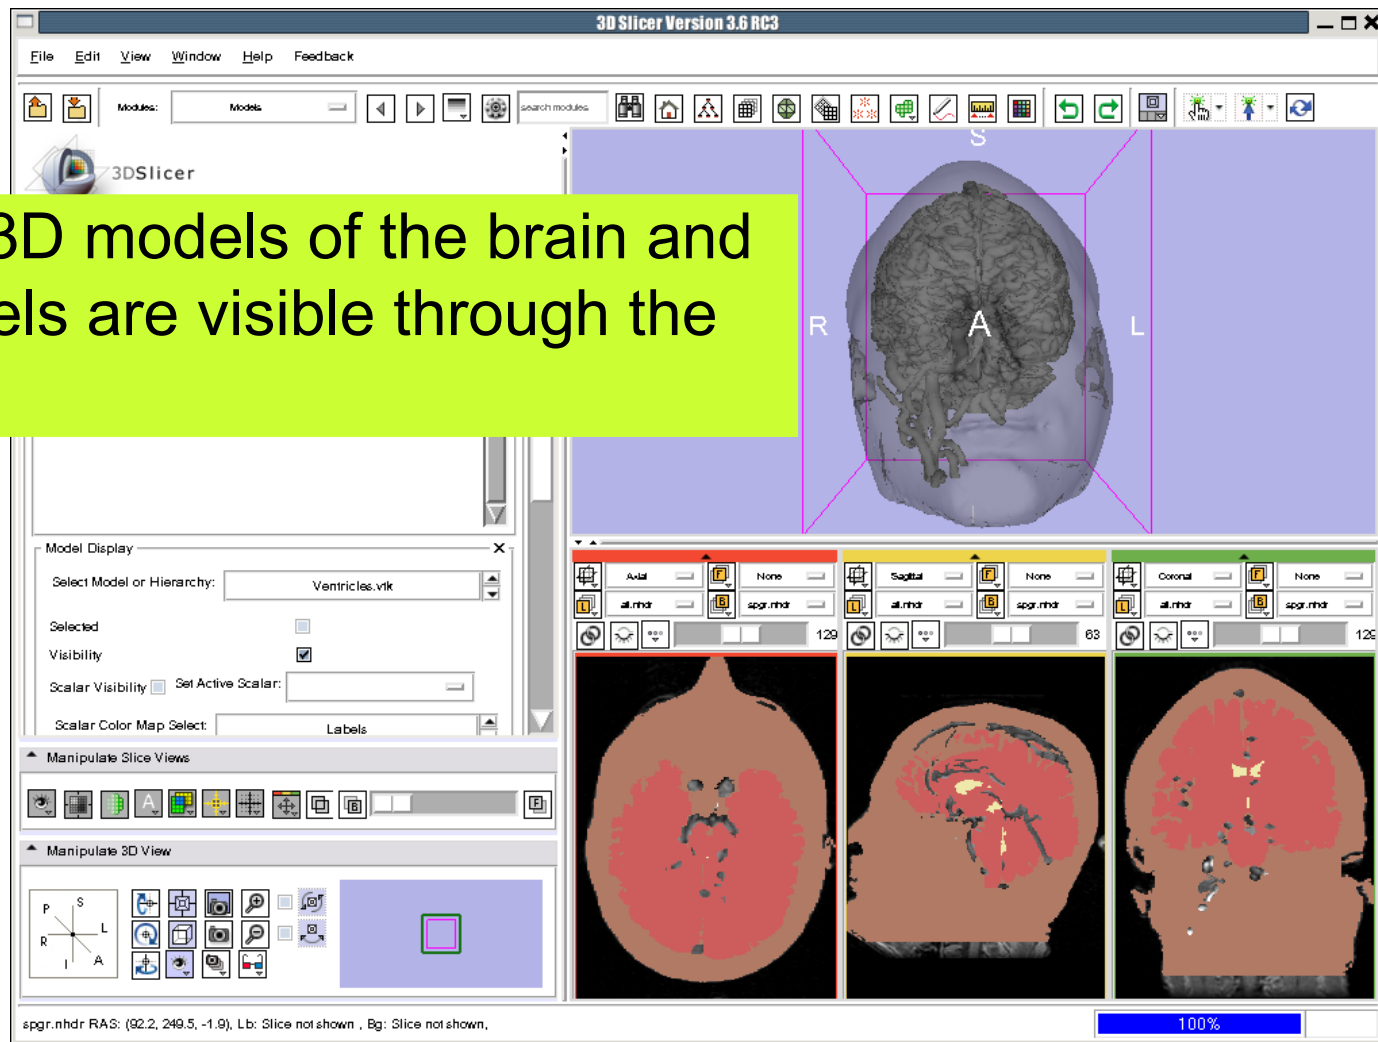 3D Slicer Version 3.6 RC3
File Edit View Window Help Feedback
Modules: Models search modules
3DSlicer
3D models of the brain and
els are visible through the
S
R A L
I
Model Display
Select Model or Hierarchy: Ventricles.vtk
Selected
Visibility
Scalar Visibility Set Active Scalar:
Scalar Color Map Select: Labels
Manipulate Slice Views
A
B F
Manipulate 3D View
P S
R L
I A
Axial F None
L all.nhdr B spgr.nhdr
129
Sagittal F None
L all.nhdr B spgr.nhdr
63
Coronal F None
L all.nhdr B spgr.nhdr
129
spgr.nhdr RAS: (92.2, 249.5, -1.9), Lb: Slice not shown , Bg: Slice not shown,
100%